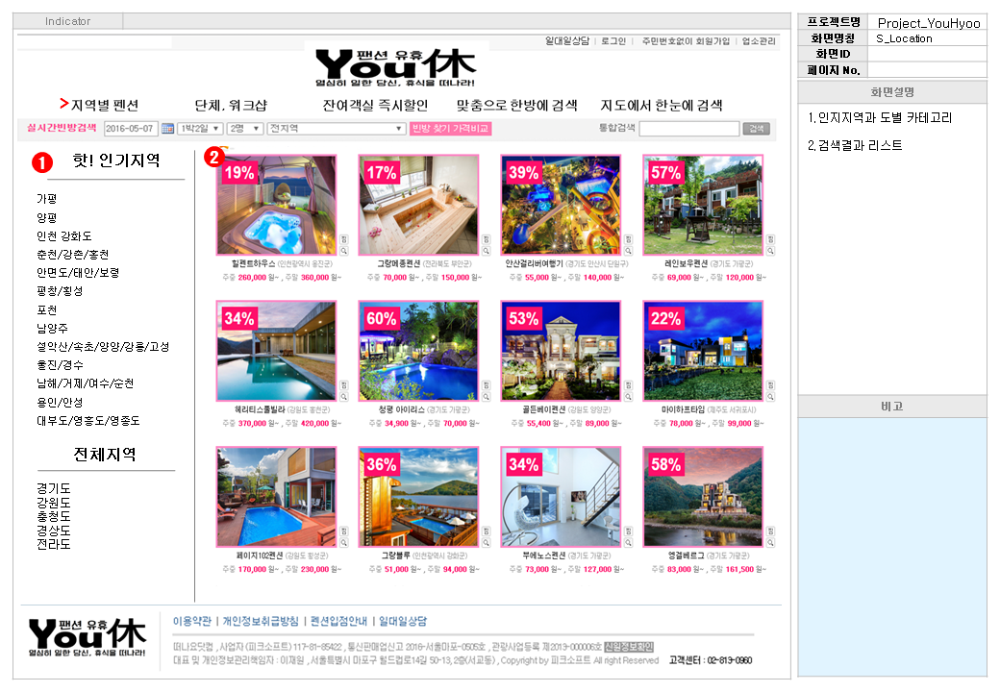 Indicator
프로젝트명 Project_YouHyoo
화면명칭 S_Location
화면ID
페이지 No.
화면설명
1.인지지역과 도별 카테고리
2.검색결과 리스트
비고
일대일상담 | 로그인 | 주민번호없이 회원가입 | 업소관리
You휴 팬션 유휴 休
열심히 일한 당신, 휴식을 떠나라!
>지역별 펜션 단체, 워크샵 잔여객실 즉시할인 맞춤으로 한방에 검색 지도에서 한눈에 검색
실시간빈방검색 2016-05-07 1박2일 2명 전지역 빈방 찾기 가격비교 통합검색 검색
1 핫! 인기지역
가평
양평
인천 강화도
춘천/강촌/홍천
안면도/태안/보령
평창/횡성
포천
남양주
설악산/속초/양양/강릉/고성
울진/경수
남해/거제/여수/순천
용인/안성
대부도/영흥도/영종도
전체지역
경기도
강원도
충청도
경상도
전라도
2
19% 17% 39% 57%
힐펜트하우스 (인천광역시 옹진군) 그랑메종펜션 (전라북도 부안군) 안산걸리버여행기 (경기도 안산시 단원구) 레인보우펜션 (경기도 가평군)
주중 260,000 원~, 주말 360,000 원~ 주중 70,000 원~, 주말 150,000 원~ 주중 55,000 원~, 주말 140,000 원~ 주중 69,000 원~, 주말 120,000 원~
34% 60% 53% 22%
헤리티스풀빌라 (강원도 홍천군) 청평 아이리스 (경기도 가평군) 골든베이펜션 (강원도 양양군) 마이하프타임 (제주도 서귀포시)
주중 370,000 원~, 주말 420,000 원~ 주중 34,900 원~, 주말 70,000 원~ 주중 55,400 원~, 주말 89,000 원~ 주중 78,000 원~, 주말 99,000 원~
36% 34% 58%
페이지102펜션 (강원도 횡성군) 그랑블루 (인천광역시 강화군) 부에노스펜션 (경기도 가평군) 엥겔베르그 (경기도 가평군)
주중 170,000 원~, 주말 230,000 원~ 주중 51,000 원~, 주말 94,000 원~ 주중 73,000 원~, 주말 127,000 원~ 주중 83,000 원~, 주말 161,500 원~
You 팬션 유휴 休
열심히 일한 당신, 휴식을 떠나라!
이용약관 | 개인정보취급방침 | 펜션입점안내 | 일대일상담
떠나요닷컴 , 사업자 (피크소프트) 117-81-85422 , 통신판매업신고 2016-서울마포-0505호 , 관광사업등록 제2013-000006호 신원정보확인
대표 및 개인정보관리책임자 : 이재일 , 서울특별시 마포구 월드컵로14길 50-13, 2층(서교동) , Copyright by 피크소프트 All right Reserved 고객센터 : 02-813-0960